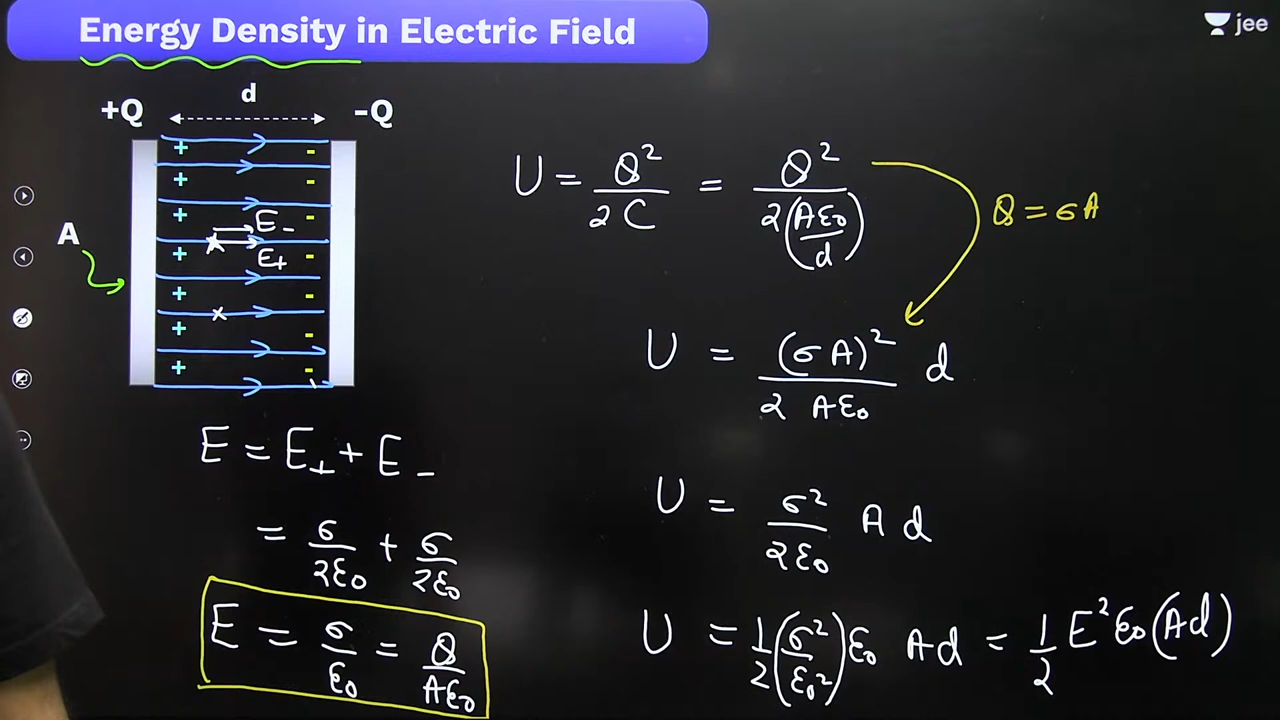 Energy Density in Electric Field
jee
+Q d -Q
A
E-
E+
U = Q²/2C = Q²/2(Aε₀/d)
Q = σA
U = (σA)²/2Aε₀ d
E = E+ + E-
= σ/2ε₀ + σ/2ε₀
U = σ²/2ε₀ Ad
E = σ/ε₀ = Q/Aε₀
U = 1/2(σ²/ε₀²)ε₀ Ad = 1/2 E²ε₀(Ad)